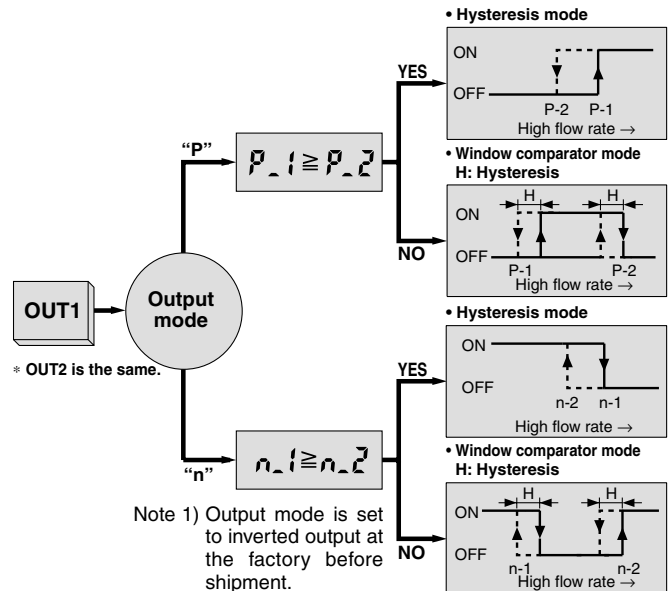 • Hysteresis mode
ON
OFF
P-2 P-1
High flow rate →
YES
"P"
P_1 ≧ P_2
NO
• Window comparator mode
H: Hysteresis
H H
ON
OFF
P-1 P-2
High flow rate →
OUT1
Output
mode
* OUT2 is the same.
• Hysteresis mode
ON
OFF
n-2 n-1
High flow rate →
YES
"n"
n_1≧n_2
NO
• Window comparator mode
H: Hysteresis
H H
ON
OFF
n-1 n-2
High flow rate →
Note 1) Output mode is set
to inverted output at
the factory before
shipment.